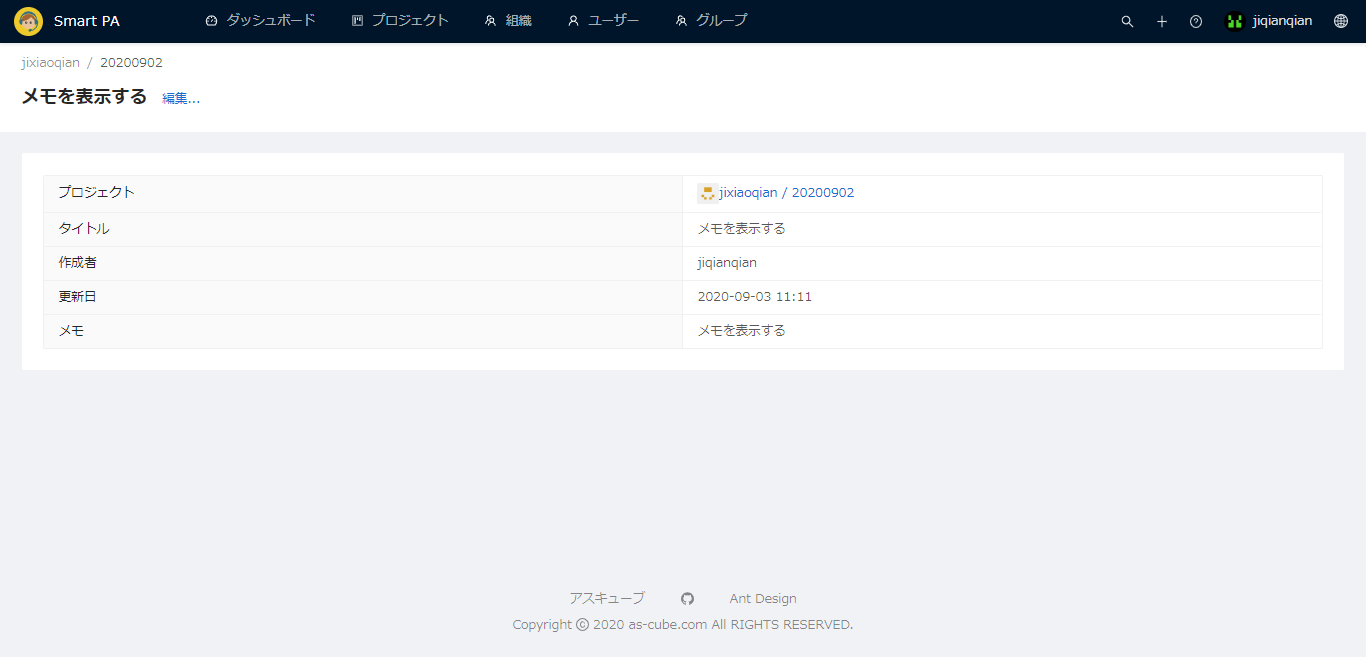 Smart PA ダッシュボード プロジェクト 組織 ユーザー グループ jiqianqian
jixiaoqian / 20200902
メモを表示する 編集...
プロジェクト jixiaoqian / 20200902
タイトル メモを表示する
作成者 jiqianqian
更新日 2020-09-03 11:11
メモ メモを表示する
アスキューブ Ant Design
Copyright © 2020 as-cube.com All RIGHTS RESERVED.